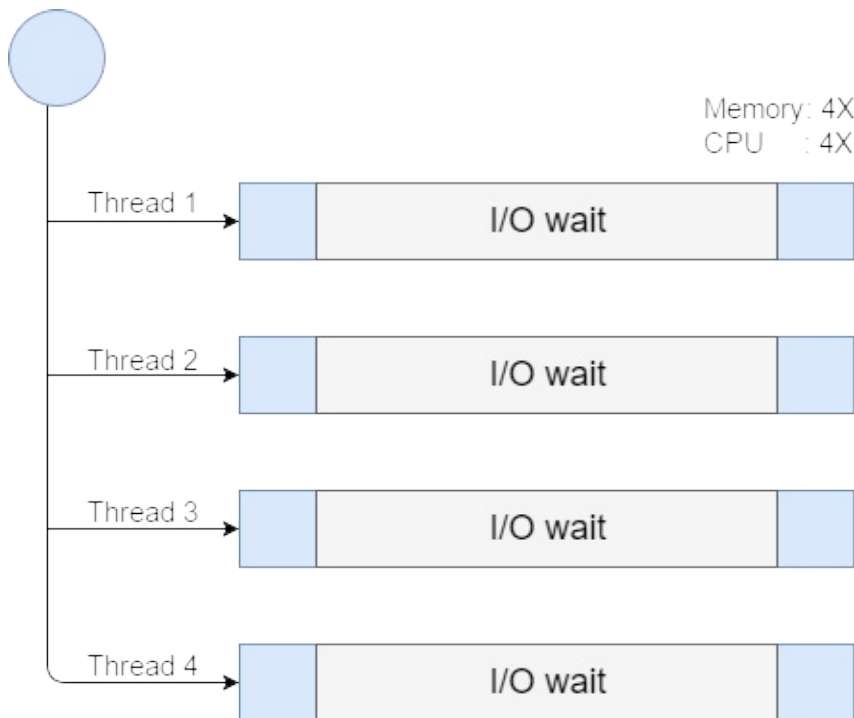 Memory: 4X
CPU : 4X
Thread 1
I/O wait
Thread 2
I/O wait
Thread 3
I/O wait
Thread 4
I/O wait